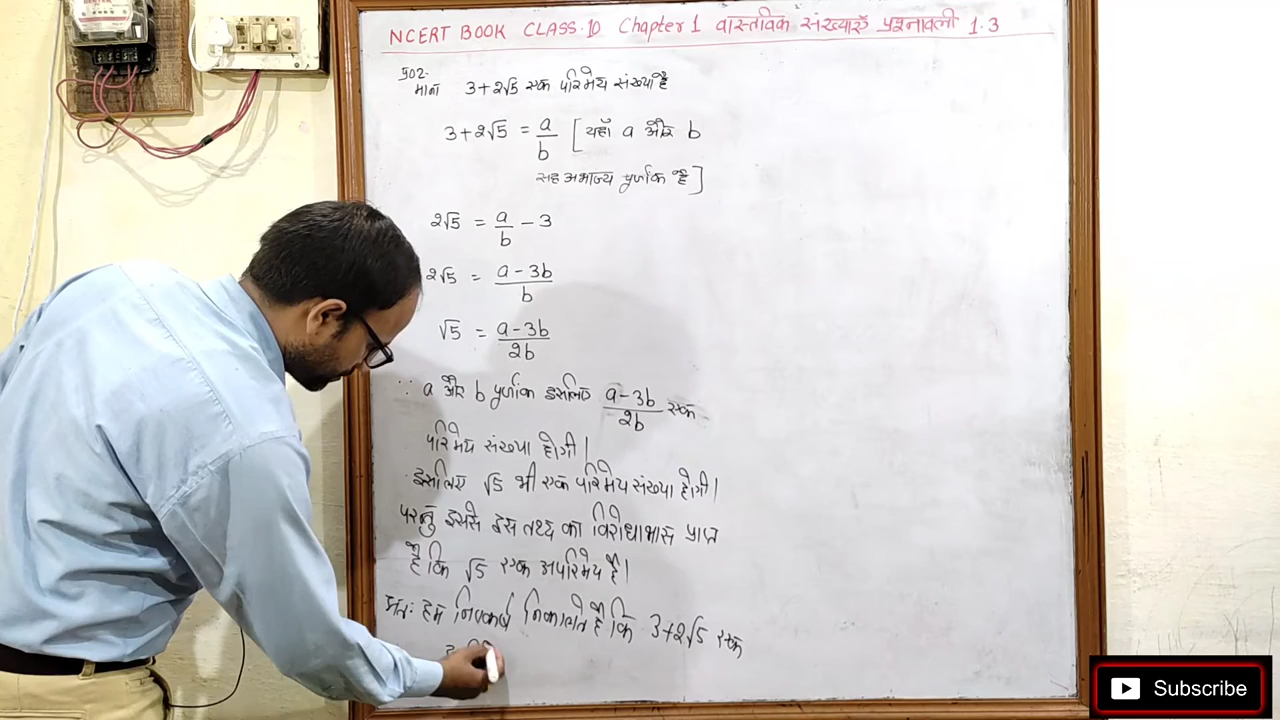 NCERT BOOK CLASS.10 Chapter 1 वास्तविक संख्याएँ प्रश्नावली 1.3
माना 3+2√5 एक परिमेय संख्या है
3+2√5 = a/b [यहाँ a और b
सह अभाज्य पूर्णांक है]
2√5 = a/b - 3
2√5 = a-3b/b
√5 = a-3b/2b
∵ a और b पूर्णांक इसलिए a-3b/2b एक
परिमेय संख्या होगी।
इसलिए √5 भी एक परिमेय संख्या होगी।
परन्तु इससे इस तथ्य का विरोधाभास प्राप्त
है कि √5 एक अपरिमेय है।
अतः हम निष्कर्ष निकालते है कि 3+2√5 एक
Subscribe